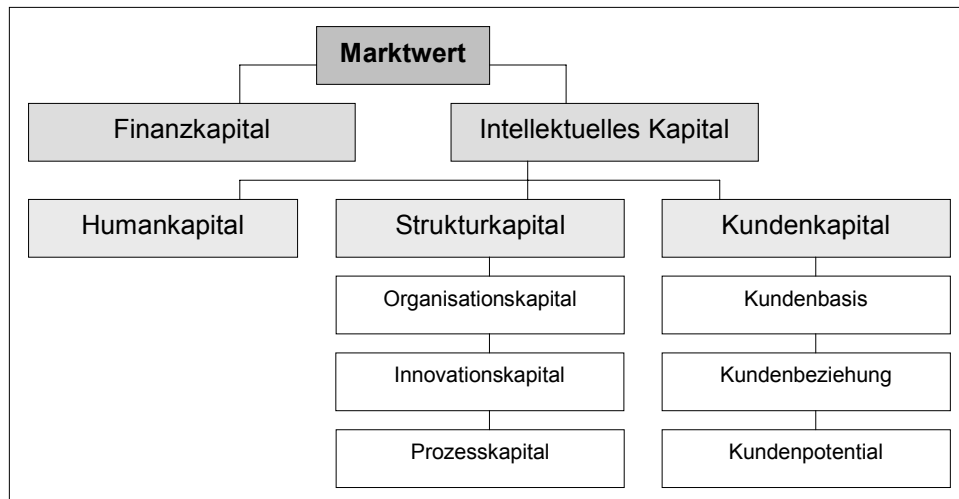 Marktwert
Finanzkapital
Intellektuelles Kapital
Humankapital
Strukturkapital
Kundenkapital
Organisationskapital
Kundenbasis
Innovationskapital
Kundenbeziehung
Prozesskapital
Kundenpotential